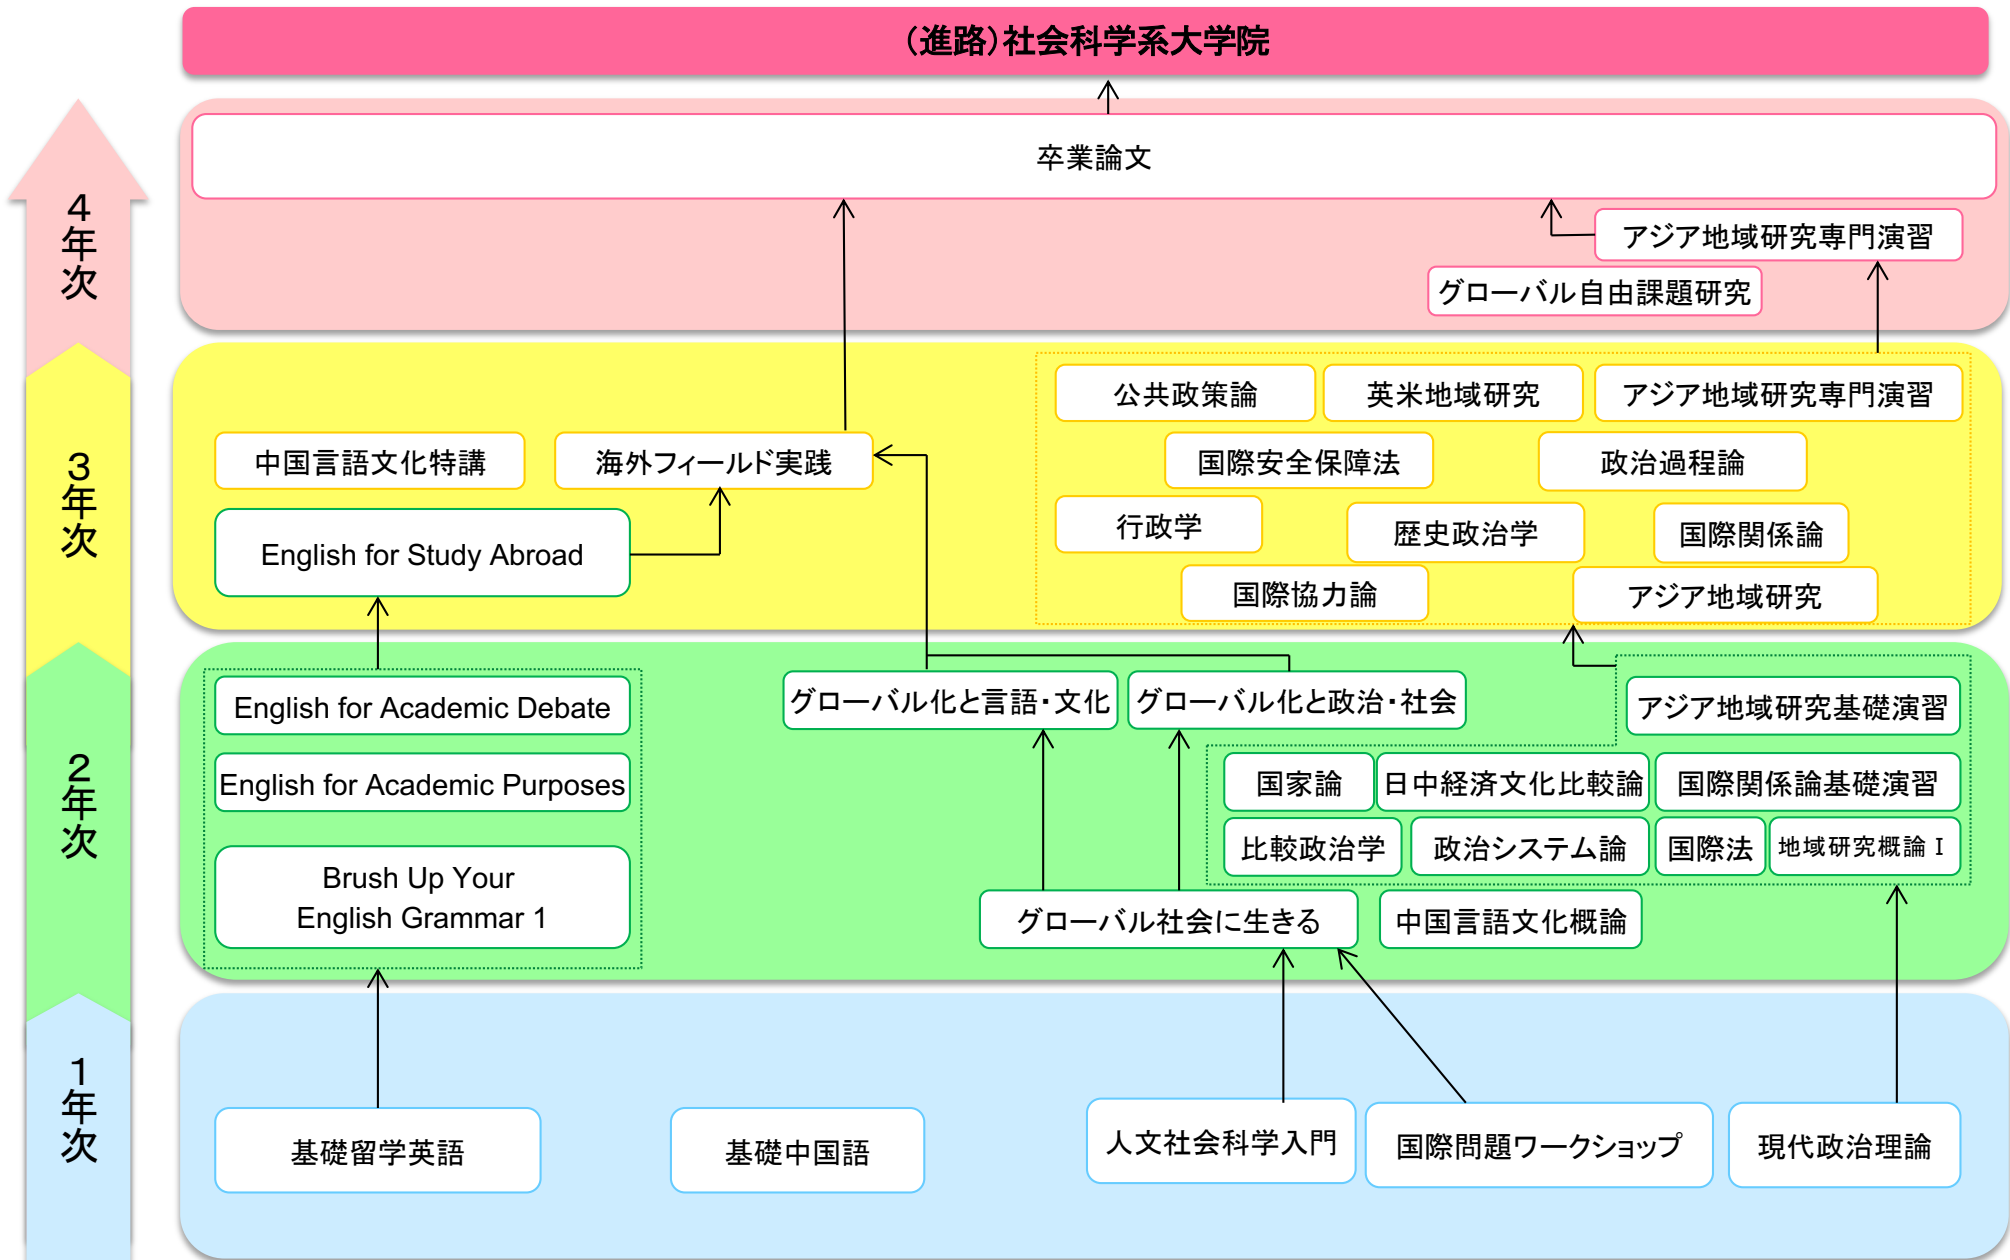 （進路）社会科学系大学院
4年次
卒業論文
アジア地域研究専門演習
グローバル自由課題研究
3年次
公共政策論
英米地域研究
アジア地域研究専門演習
中国言語文化特講
海外フィールド実践
国際安全保障法
政治過程論
English for Study Abroad
行政学
歴史政治学
国際関係論
国際協力論
アジア地域研究
2年次
English for Academic Debate
グローバル化と言語・文化
グローバル化と政治・社会
アジア地域研究基礎演習
English for Academic Purposes
国家論
日中経済文化比較論
国際関係論基礎演習
比較政治学
政治システム論
国際法
地域研究概論Ⅰ
Brush Up Your
English Grammar 1
グローバル社会に生きる
中国言語文化概論
1年次
基礎留学英語
基礎中国語
人文社会科学入門
国際問題ワークショップ
現代政治理論